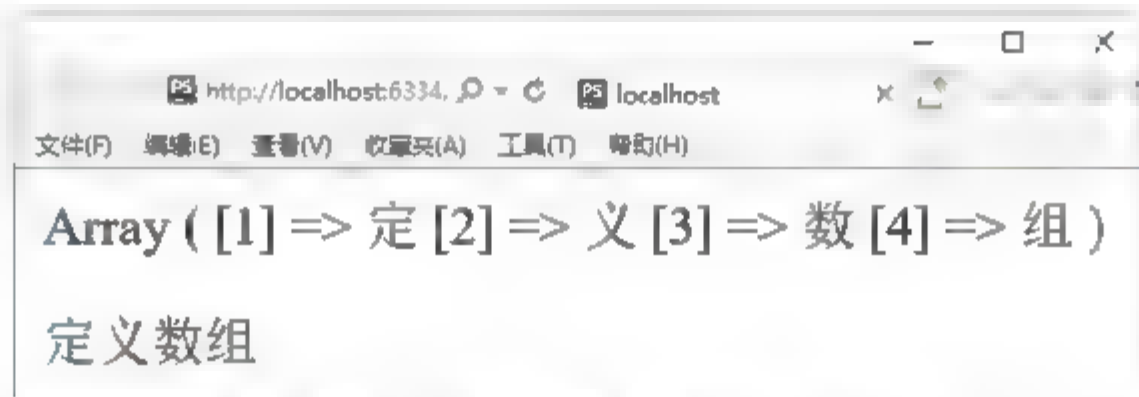 http://localhost:6334. localhost
文件(F) 编辑(E) 查看(V) 收藏夹(A) 工具(T) 帮助(H)
Array ( [1] => 定 [2] => 义 [3] => 数 [4] => 组 )
定义数组